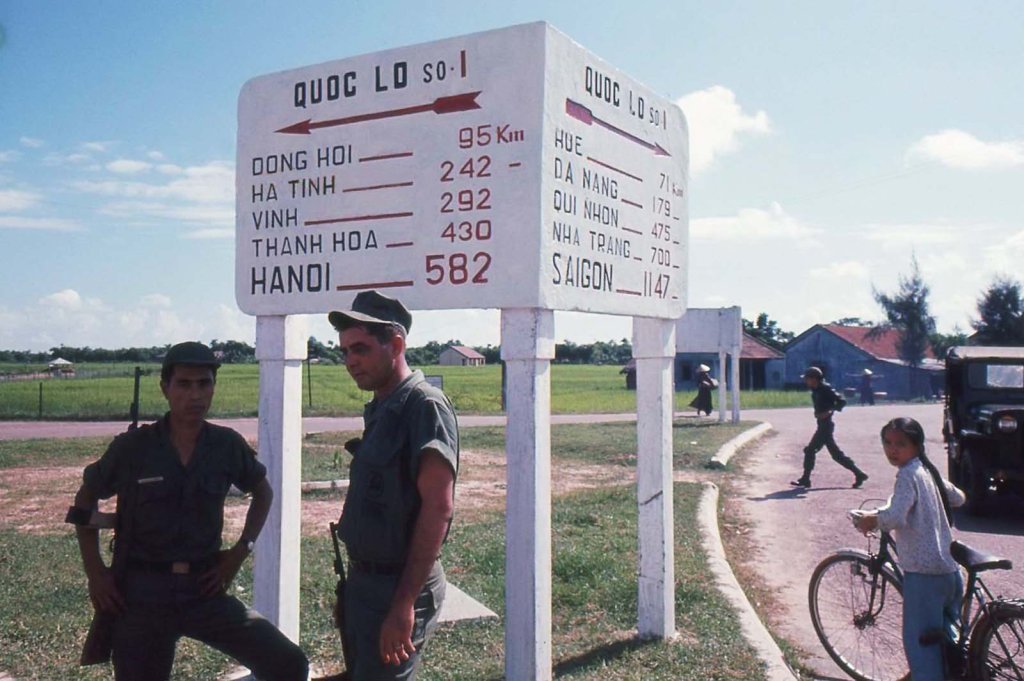 QUOC LO SO·1
DONG HOI 95 Km
HA TINH 242 -
VINH 292
THANH HOA 430
HANOI 582
QUOC LO SO 1
HUE 71 Km
DA NANG 179
QUI NHON 475
NHA TRANG 700
SAIGON 1147